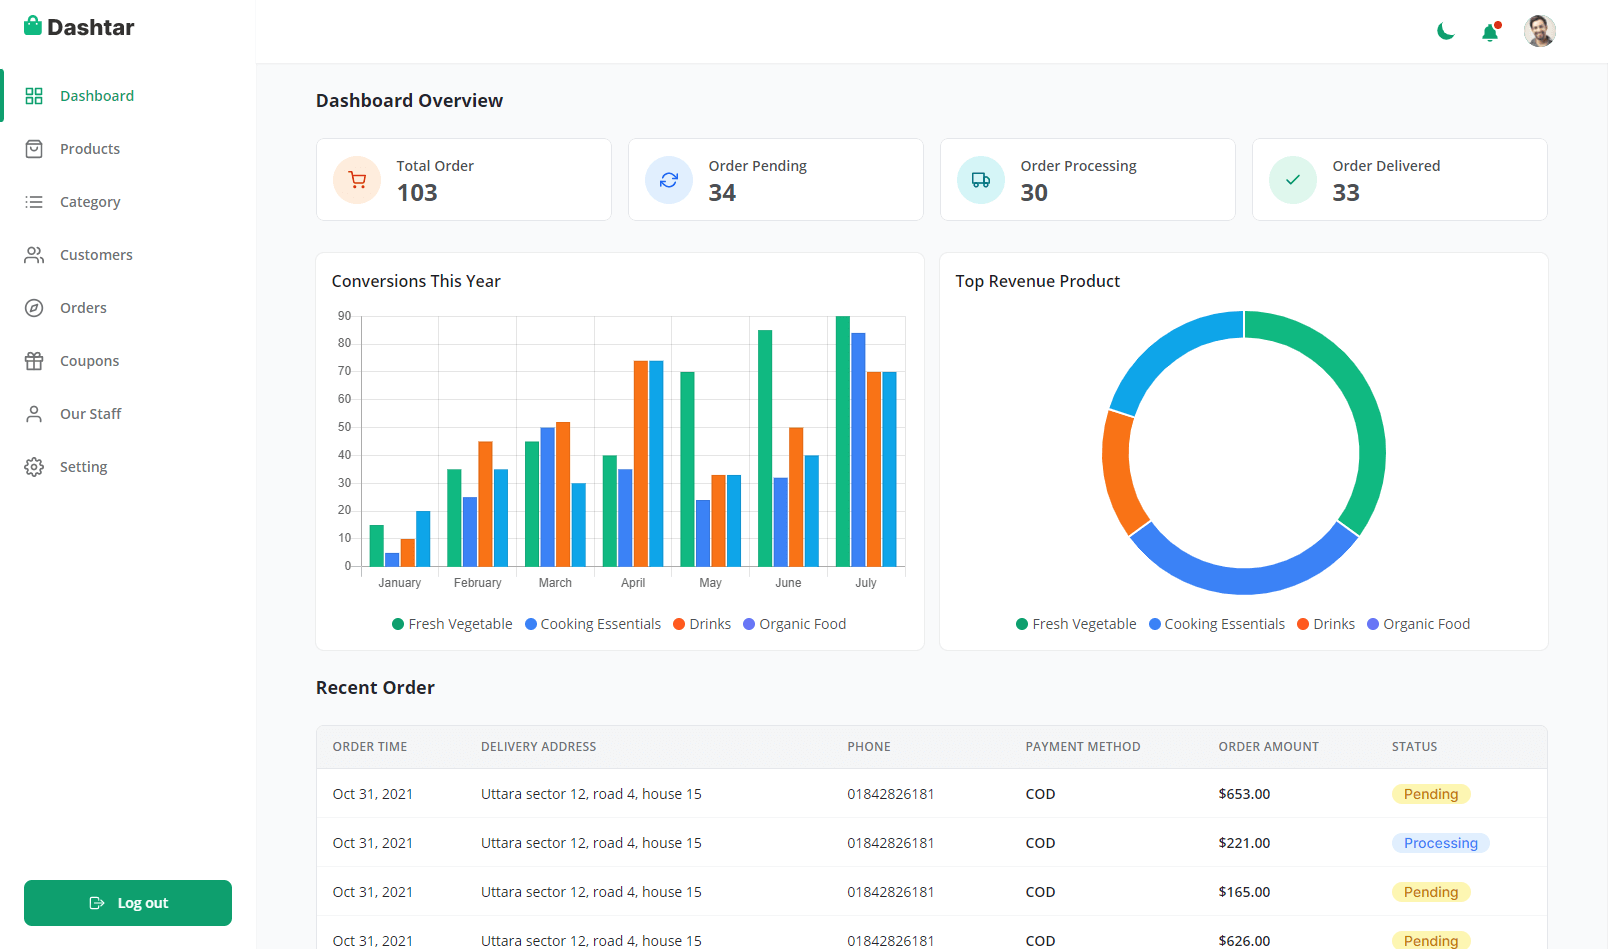 Dashtar
Dashboard
Products
Category
Customers
Orders
Coupons
Our Staff
Setting
Log out
Dashboard Overview
Total Order
103
Order Pending
34
Order Processing
30
Order Delivered
33
Conversions This Year
90
80
70
60
50
40
30
20
10
0
January February March April May June July
Fresh Vegetable Cooking Essentials Drinks Organic Food
Top Revenue Product
Fresh Vegetable Cooking Essentials Drinks Organic Food
Recent Order
ORDER TIME DELIVERY ADDRESS PHONE PAYMENT METHOD ORDER AMOUNT STATUS
Oct 31, 2021 Uttara sector 12, road 4, house 15 01842826181 COD $653.00 Pending
Oct 31, 2021 Uttara sector 12, road 4, house 15 01842826181 COD $221.00 Processing
Oct 31, 2021 Uttara sector 12, road 4, house 15 01842826181 COD $165.00 Pending
Oct 31, 2021 Uttara sector 12, road 4, house 15 01842826181 COD $626.00 Pending